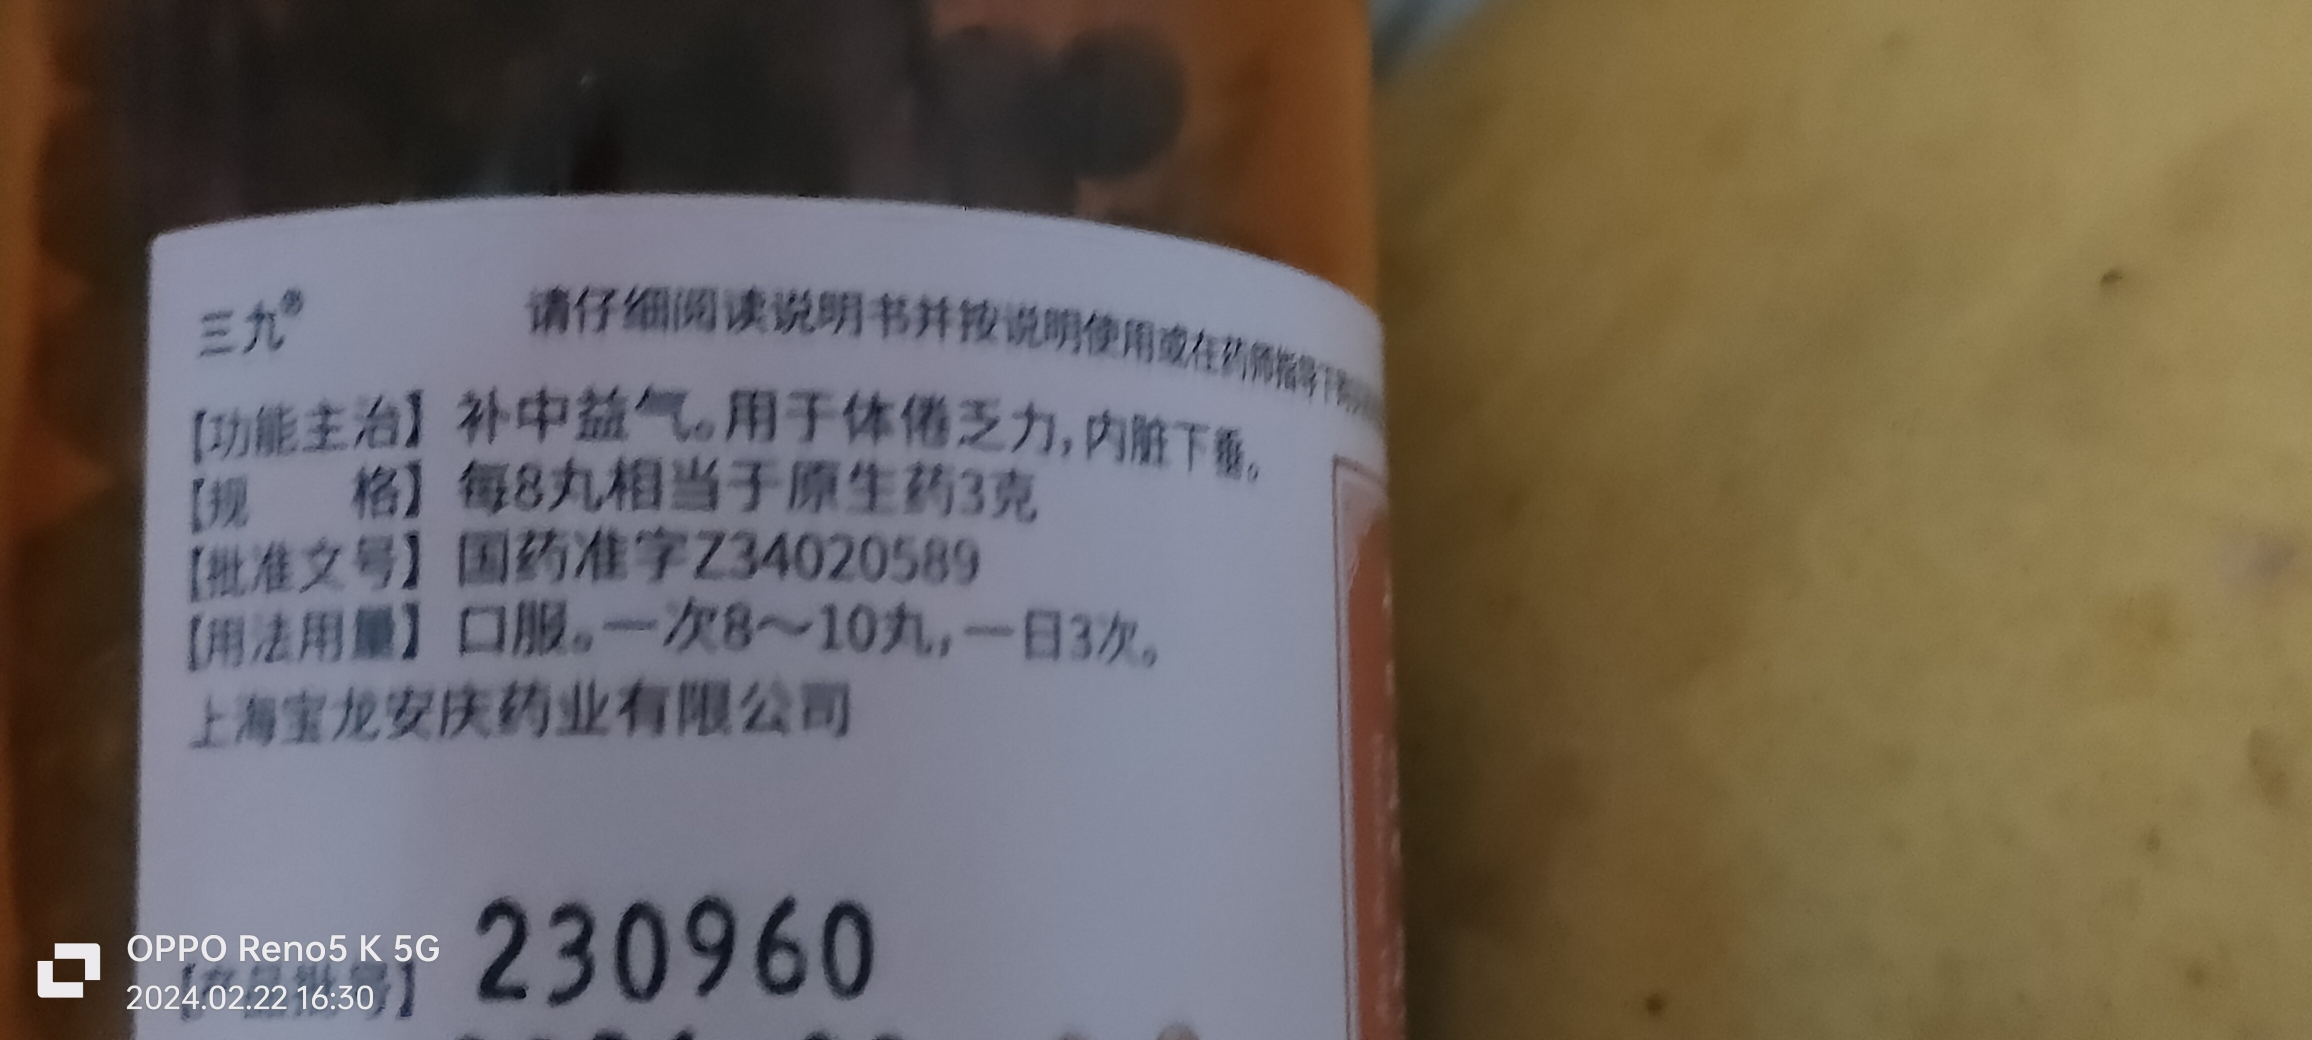 三九®
请仔细阅读说明书并按说明使用或在药师指导下
【功能主治】 补中益气。用于体倦乏力,内脏下垂。
【规 格】 每8丸相当于原生药3克
【批准文号】 国药准字Z34020589
【用法用量】 口服。一次8~10丸,一日3次。
上海宝龙安庆药业有限公司
【产品批号】 230960
OPPO Reno5 K 5G
2024.02.22 16:30